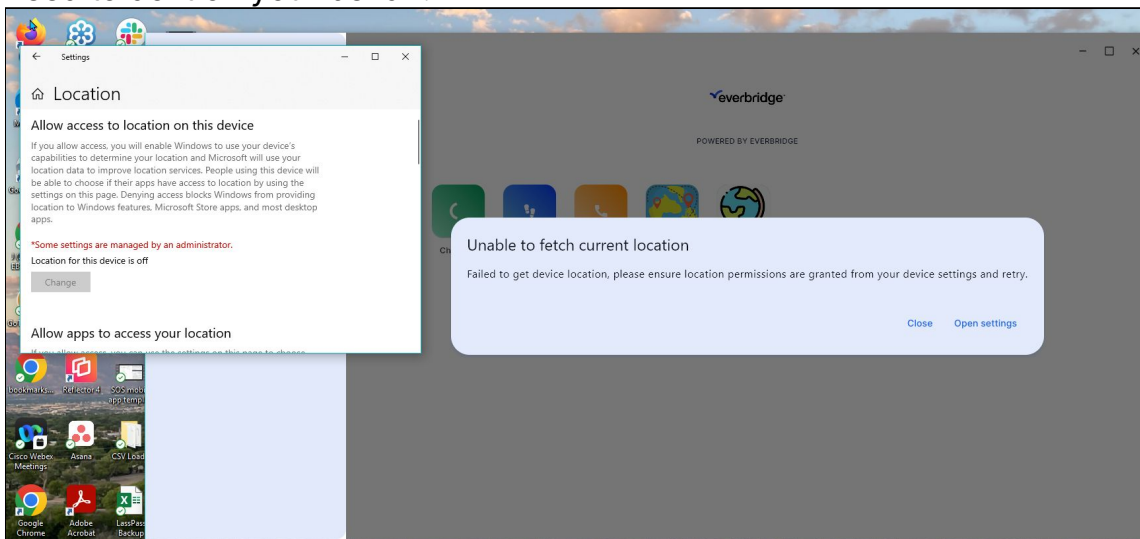 Settings
Location
Allow access to location on this device
If you allow access, you will enable Windows to use your device's
capabilities to determine your location and Microsoft will use your
location data to improve location services. People using this device will
be able to choose if their apps have access to location by using the
settings on this page. Denying access blocks Windows from providing
location to Windows features, Microsoft Store apps, and most desktop
apps.
*Some settings are managed by an administrator.
Location for this device is off
Change
Allow apps to access your location
everbridge
POWERED BY EVERBRIDGE
Unable to fetch current location
Failed to get device location, please ensure location permissions are granted from your device settings and retry.
Close Open settings
bookmarks... Reflector 4 SOS mob
app templ
Cisco Webex Asana CSV Load
Meetings
Google Adobe LassPass
Chrome Acrobat Backup